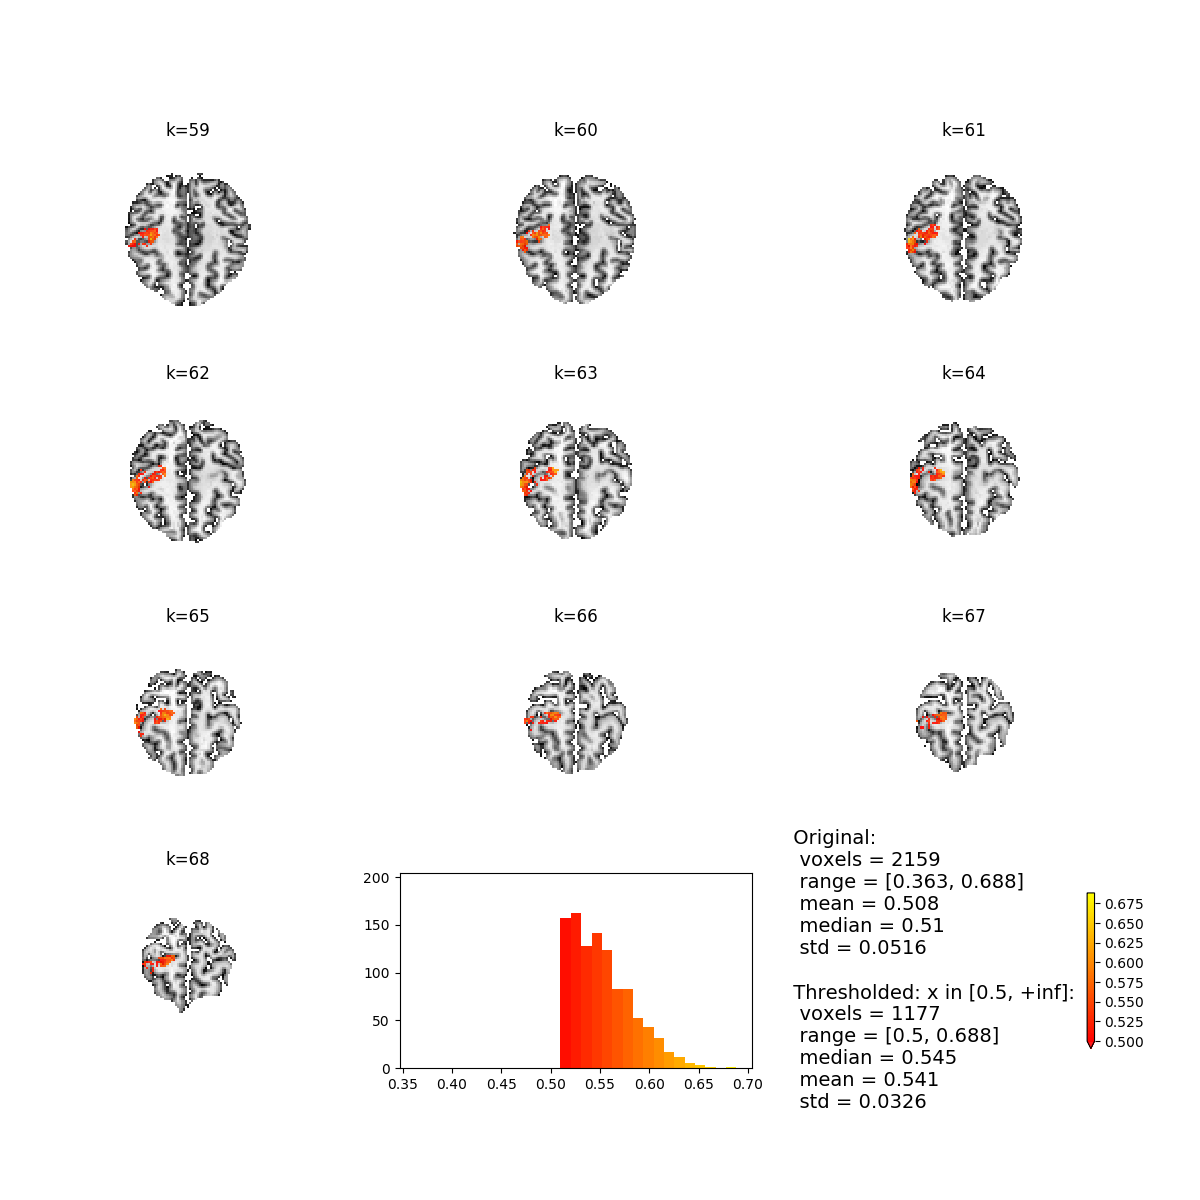 k=59
k=60
k=61
k=62
k=63
k=64
k=65
k=66
k=67
k=68
200
150
100
50
0
0.35 0.40 0.45 0.50 0.55 0.60 0.65 0.70
Original:
voxels = 2159
range = [0.363, 0.688]
mean = 0.508
median = 0.51
std = 0.0516
Thresholded: x in [0.5, +inf]:
voxels = 1177
range = [0.5, 0.688]
median = 0.545
mean = 0.541
std = 0.0326
0.675
0.650
0.625
0.600
0.575
0.550
0.525
0.500